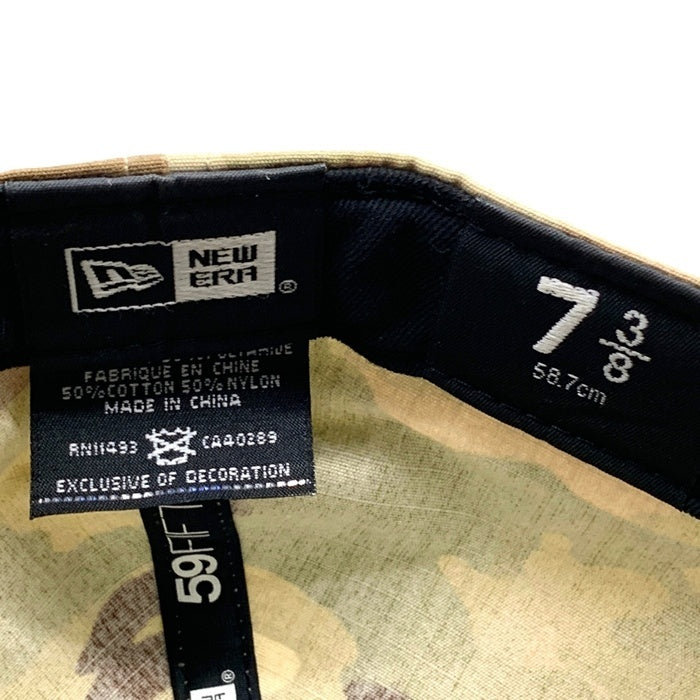 NEW
ERA
®
7 3/8
58.7cm
FABRIQUE EN CHINE
50%COTTON 50%NYLON
MADE IN CHINA
RN11493 CA40289
EXCLUSIVE OF DECORATION
59FIFTY
®